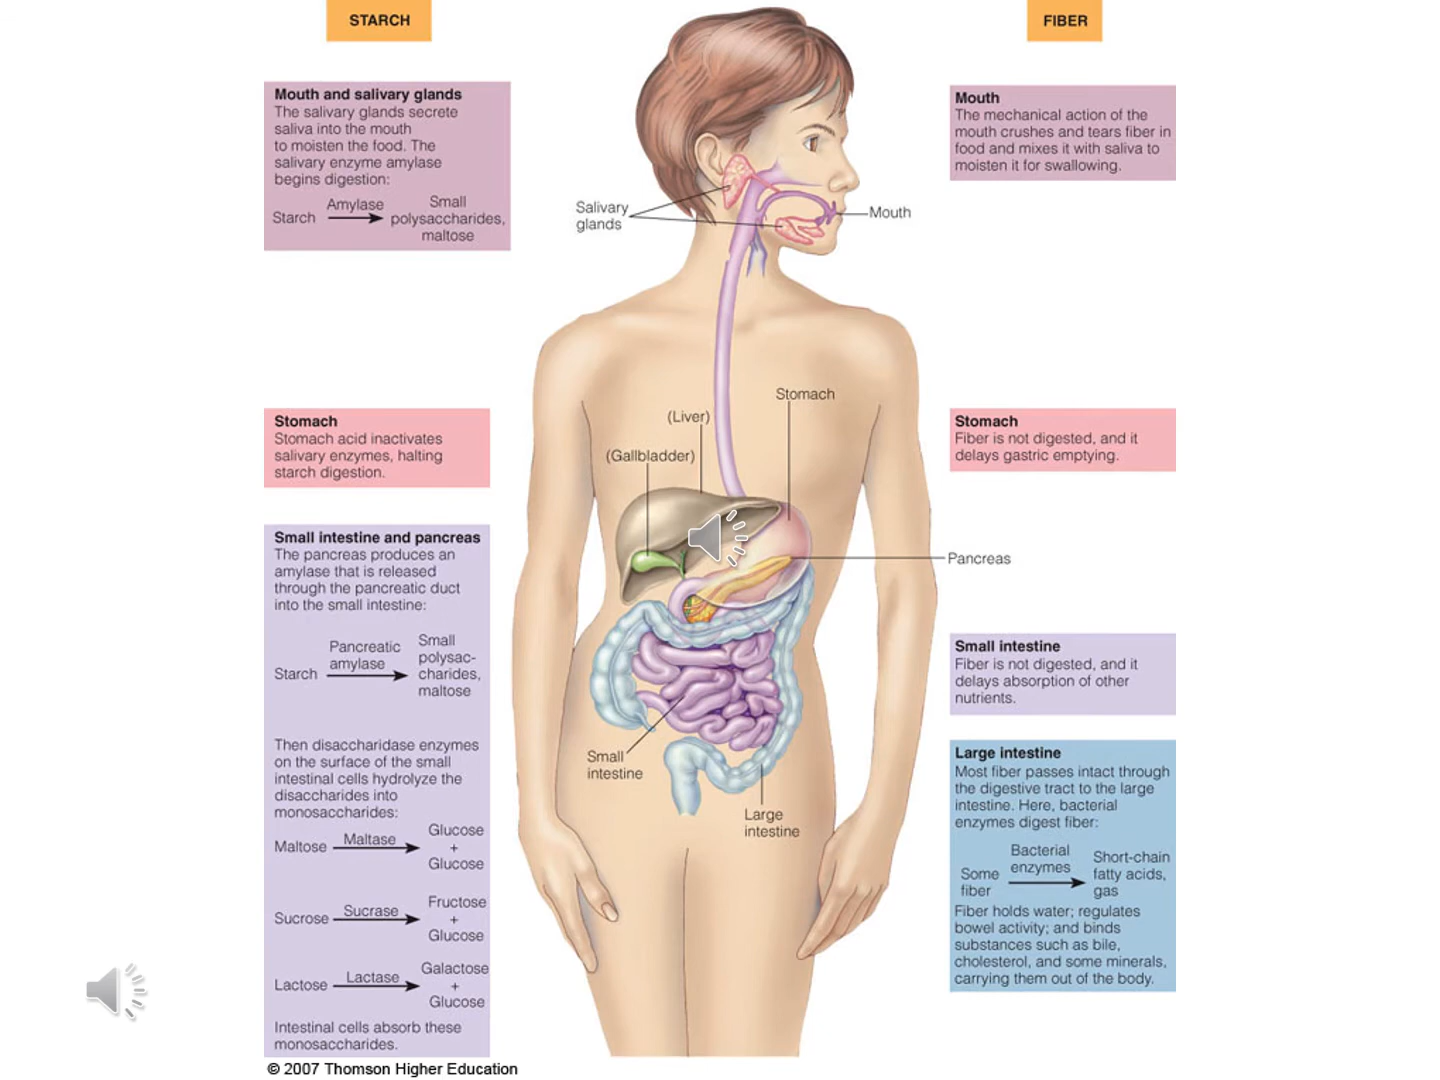 STARCH
Mouth and salivary glands
The salivary glands secrete
saliva into the mouth
to moisten the food. The
salivary enzyme amylase
begins digestion:
Starch
Amylase
Small
polysaccharides,
maltose
Stomach
Stomach acid inactivates
salivary enzymes, halting
starch digestion.
Small intestine and pancreas
The pancreas produces an
amylase that is released
through the pancreatic duct
into the small intestine:
Starch
Pancreatic
amylase
Small
polysac-
charides,
maltose
Then disaccharidase enzymes
on the surface of the small
intestinal cells hydrolyze the
disaccharides into
monosaccharides:
Maltose
Maltase
Glucose
+
Glucose
Sucrose
Sucrase
Fructose
+
Glucose
Lactose
Lactase
Galactose
+
Glucose
Intestinal cells absorb these
monosaccharides.
© 2007 Thomson Higher Education
Salivary
glands
Mouth
Stomach
(Liver)
(Gallbladder)
Pancreas
Small
intestine
Large
intestine
FIBER
Mouth
The mechanical action of the
mouth crushes and tears fiber in
food and mixes it with saliva to
moisten it for swallowing.
Stomach
Fiber is not digested, and it
delays gastric emptying.
Small intestine
Fiber is not digested, and it
delays absorption of other
nutrients.
Large intestine
Most fiber passes intact through
the digestive tract to the large
intestine. Here, bacterial
enzymes digest fiber:
Some
fiber
Bacterial
enzymes
Short-chain
fatty acids,
gas
Fiber holds water; regulates
bowel activity; and binds
substances such as bile,
cholesterol, and some minerals,
carrying them out of the body.